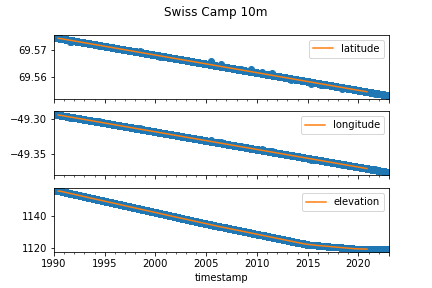 Swiss Camp 10m
69.57
69.56
latitude
−49.30
−49.35
longitude
1140
1120
elevation
1990 1995 2000 2005 2010 2015 2020
timestamp